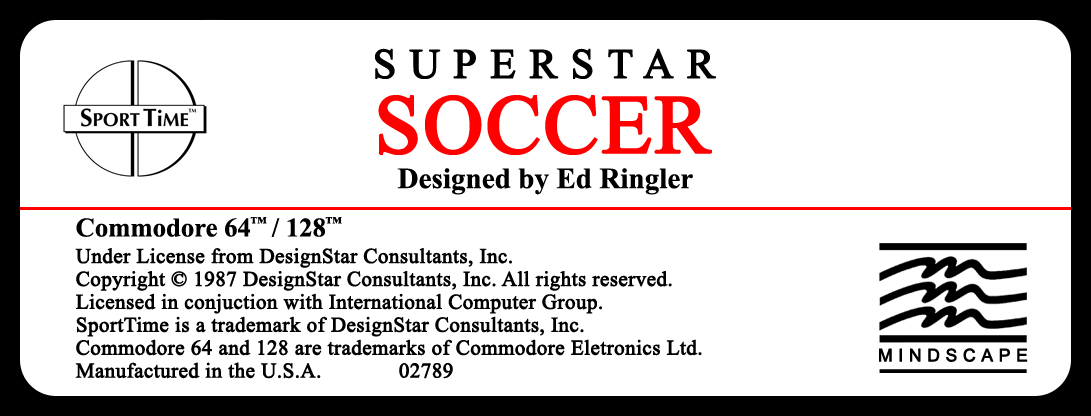 SUPERSTAR
SOCCER
Designed by Ed Ringler
SPORT TIME™
Commodore 64™ / 128™
Under License from DesignStar Consultants, Inc.
Copyright © 1987 DesignStar Consultants, Inc. All rights reserved.
Licensed in conjuction with International Computer Group.
SportTime is a trademark of DesignStar Consultants, Inc.
Commodore 64 and 128 are trademarks of Commodore Eletronics Ltd.
Manufactured in the U.S.A. 02789
MINDSCAPE